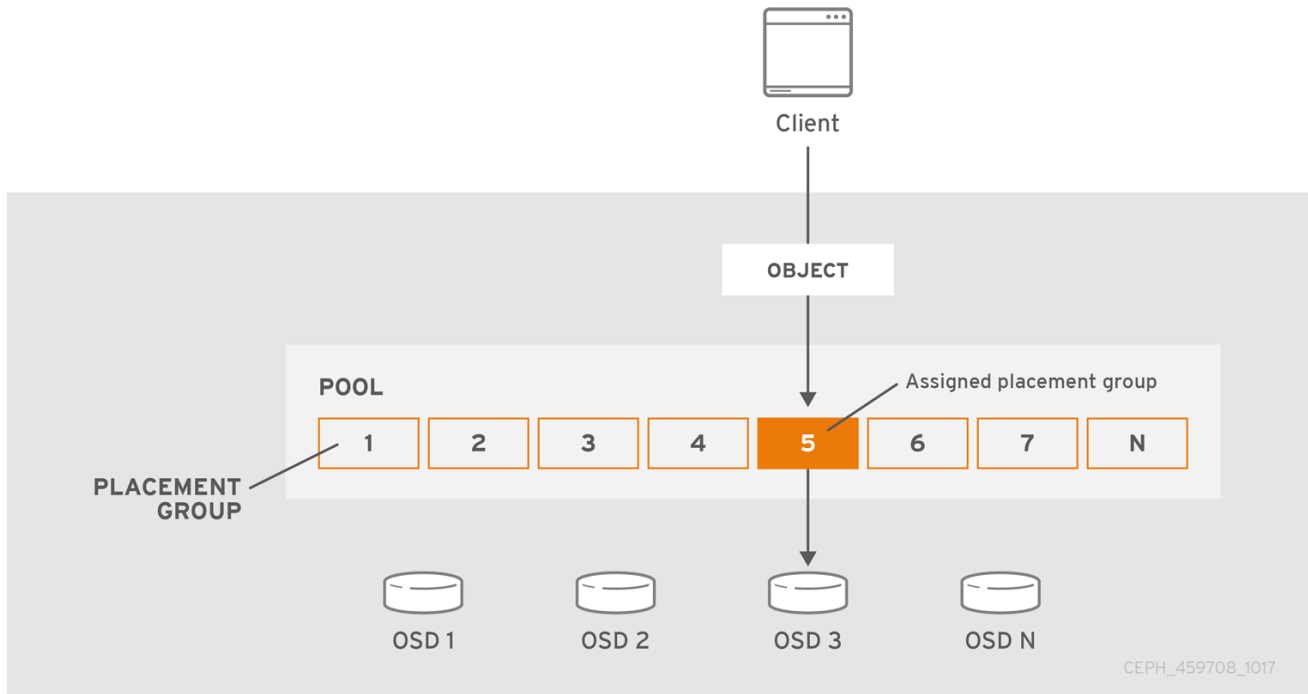 Client
OBJECT
POOL
Assigned placement group
1 2 3 4 5 6 7 N
PLACEMENT
GROUP
OSD 1 OSD 2 OSD 3 OSD N
CEPH_459708_1017